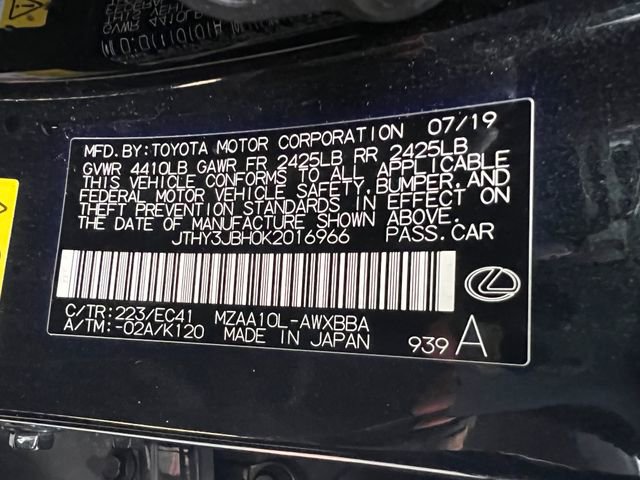 GVWR 4410LB
MFD.BY:TOYOTA MOTOR CORPORATION 07/19
GVWR 4410LB GAWR FR 2425LB RR 2425LB
THIS VEHICLE CONFORMS TO ALL APPLICABLE
FEDERAL MOTOR VEHICLE SAFETY,BUMPER,AND
THEFT PREVENTION STANDARDS IN EFFECT ON
THE DATE OF MANUFACTURE SHOWN ABOVE.
JTHY3JBH0K2016966 PASS.CAR
C/TR:223/EC41 MZAA10L-AWXBBA
A/TM:-02A/K120 MADE IN JAPAN 939 A